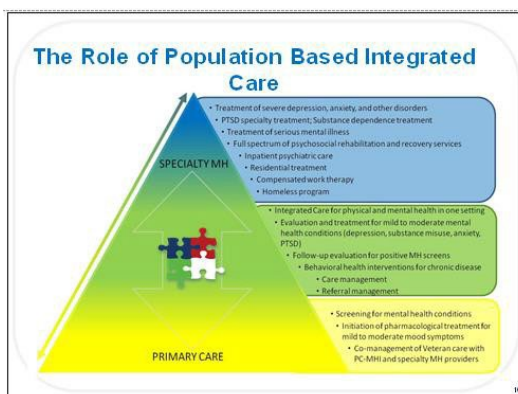 The Role of Population Based Integrated
Care
• Treatment of severe depression, anxiety, and other disorders
• PTSD specialty treatment; Substance dependence treatment
• Treatment of serious mental illness
• Full spectrum of psychosocial rehabilitation and recovery services
• Inpatient psychiatric care
• Residential treatment
• Compensated work therapy
• Homeless program
SPECIALTY MH
• Integrated Care for physical and mental health in one setting
• Evaluation and treatment for mild to moderate mental
health conditions (depression, substance misuse, anxiety,
PTSD)
• Follow-up evaluation for positive MH screens
• Behavioral health interventions for chronic disease
• Care management
• Referral management
• Screening for mental health conditions
• Initiation of pharmacological treatment for
mild to moderate mood symptoms
• Co-management of Veteran care with
PC-MHI and specialty MH providers
PRIMARY CARE